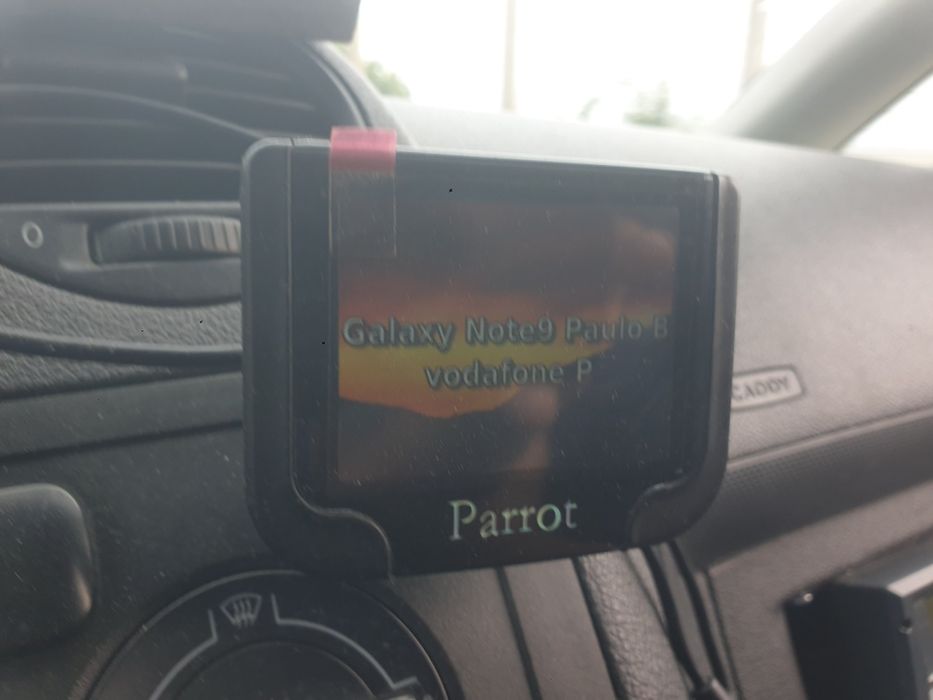 Galaxy Note9 Paulo B
vodafone P
CADDY
Parrot